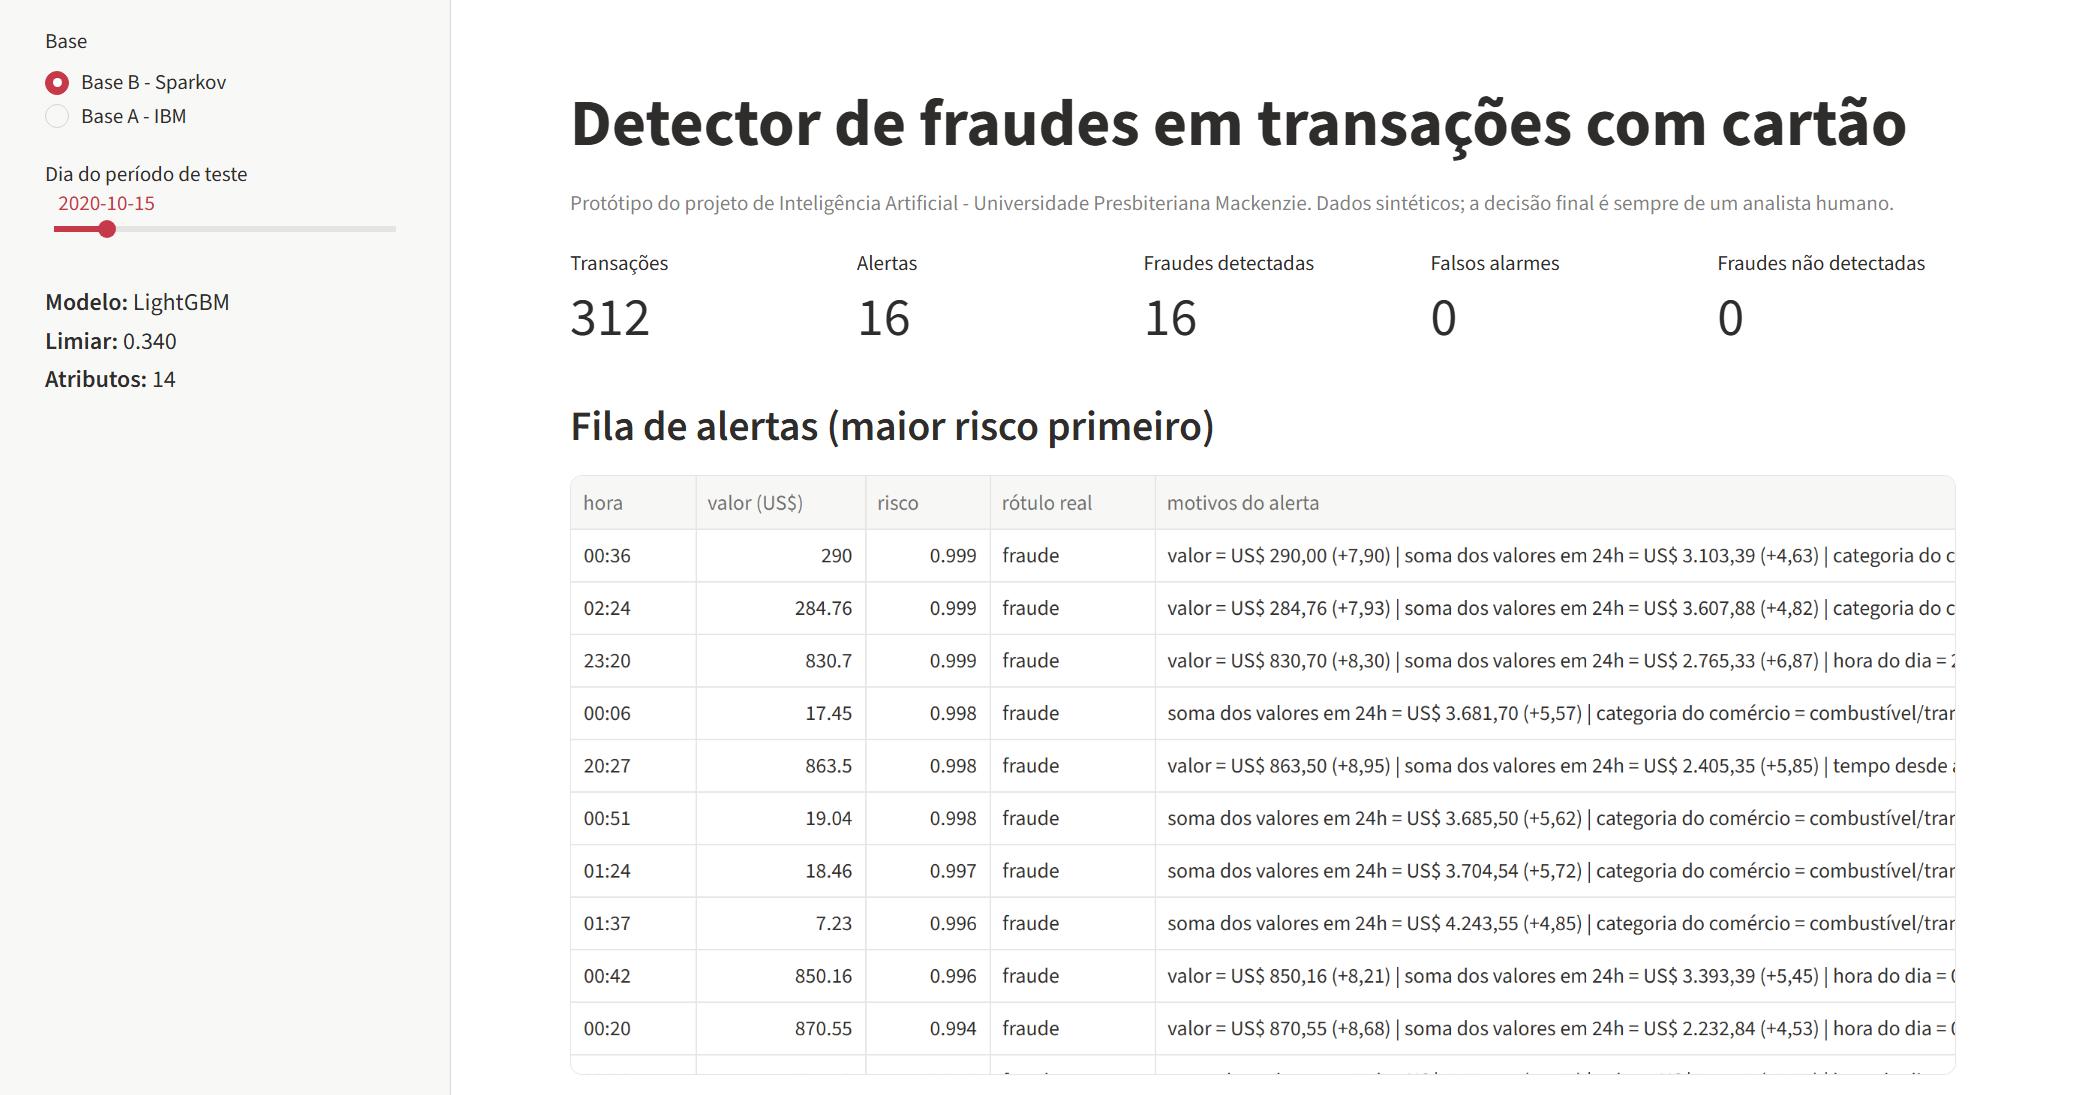 Base
Base B - Sparkov
Base A - IBM
Dia do período de teste
2020-10-15
Modelo: LightGBM
Limiar: 0.340
Atributos: 14
Detector de fraudes em transações com cartão
Protótipo do projeto de Inteligência Artificial - Universidade Presbiteriana Mackenzie. Dados sintéticos; a decisão final é sempre de um analista humano.
Transações Alertas Fraudes detectadas Falsos alarmes Fraudes não detectadas
312 16 16 0 0
Fila de alertas (maior risco primeiro)
hora valor (US$) risco rótulo real motivos do alerta
00:36 290 0.999 fraude valor = US$ 290,00 (+7,90) | soma dos valores em 24h = US$ 3.103,39 (+4,63) | categoria do c
02:24 284.76 0.999 fraude valor = US$ 284,76 (+7,93) | soma dos valores em 24h = US$ 3.607,88 (+4,82) | categoria do c
23:20 830.7 0.999 fraude valor = US$ 830,70 (+8,30) | soma dos valores em 24h = US$ 2.765,33 (+6,87) | hora do dia = 2
00:06 17.45 0.998 fraude soma dos valores em 24h = US$ 3.681,70 (+5,57) | categoria do comércio = combustível/tran
20:27 863.5 0.998 fraude valor = US$ 863,50 (+8,95) | soma dos valores em 24h = US$ 2.405,35 (+5,85) | tempo desde
00:51 19.04 0.998 fraude soma dos valores em 24h = US$ 3.685,50 (+5,62) | categoria do comércio = combustível/tran
01:24 18.46 0.997 fraude soma dos valores em 24h = US$ 3.704,54 (+5,72) | categoria do comércio = combustível/tran
01:37 7.23 0.996 fraude soma dos valores em 24h = US$ 4.243,55 (+4,85) | categoria do comércio = combustível/tran
00:42 850.16 0.996 fraude valor = US$ 850,16 (+8,21) | soma dos valores em 24h = US$ 3.393,39 (+5,45) | hora do dia = 0
00:20 870.55 0.994 fraude valor = US$ 870,55 (+8,68) | soma dos valores em 24h = US$ 2.232,84 (+4,53) | hora do dia = 0